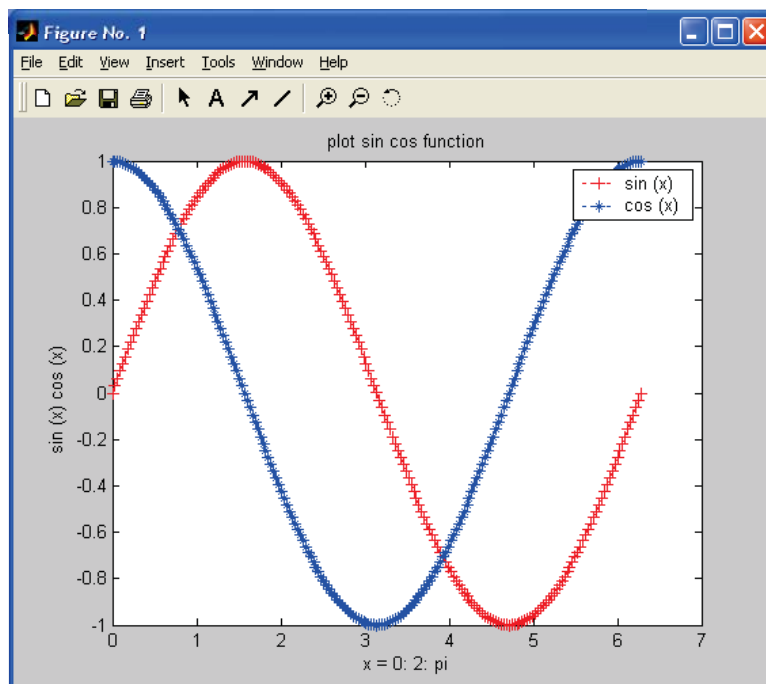 Figure No. 1
File Edit View Insert Tools Window Help
A
plot sin cos function
1
0.8
0.6
0.4
0.2
0
-0.2
-0.4
-0.6
-0.8
-1
sin (x) cos (x)
sin (x)
cos (x)
0 1 2 3 4 5 6 7
x = 0: 2: pi